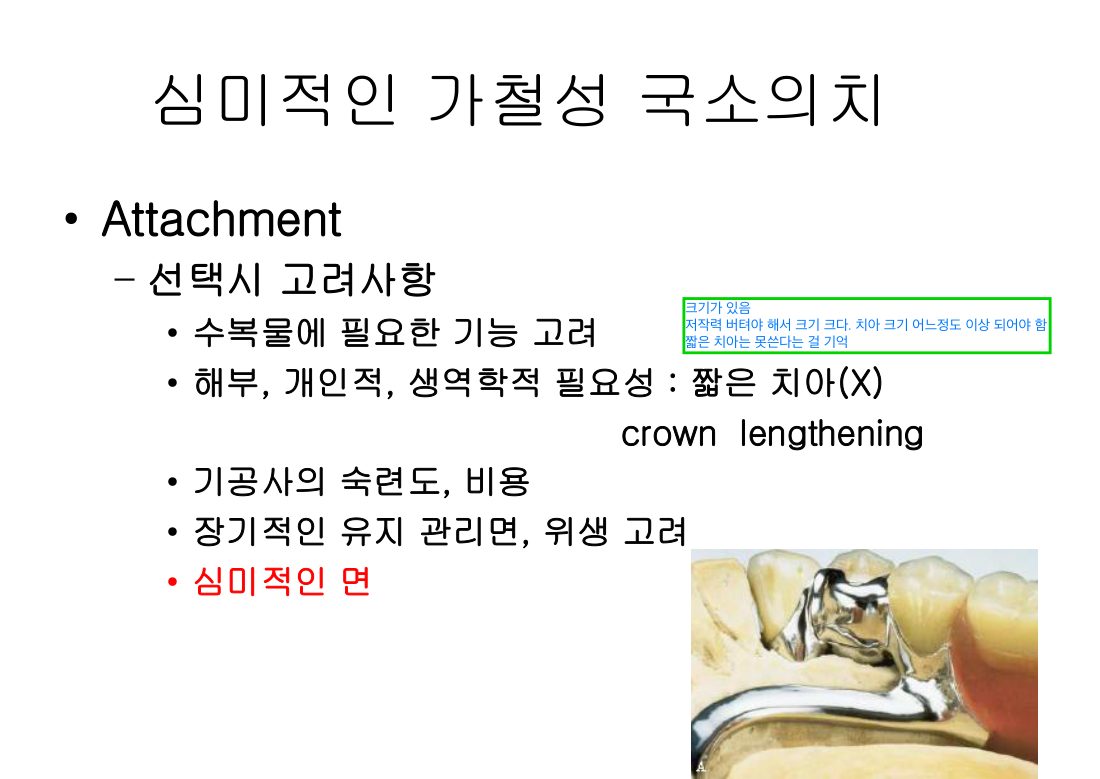 심미적인 가철성 국소의치
• Attachment
– 선택시 고려사항
• 수복물에 필요한 기능 고려
크기가 있음
저작력 버텨야 해서 크기 크다. 치아 크기 어느정도 이상 되어야 함
짧은 치아는 못쓴다는 걸 기억
• 해부, 개인적, 생역학적 필요성 : 짧은 치아(X)
crown lengthening
• 기공사의 숙련도, 비용
• 장기적인 유지 관리면, 위생 고려
• 심미적인 면
A